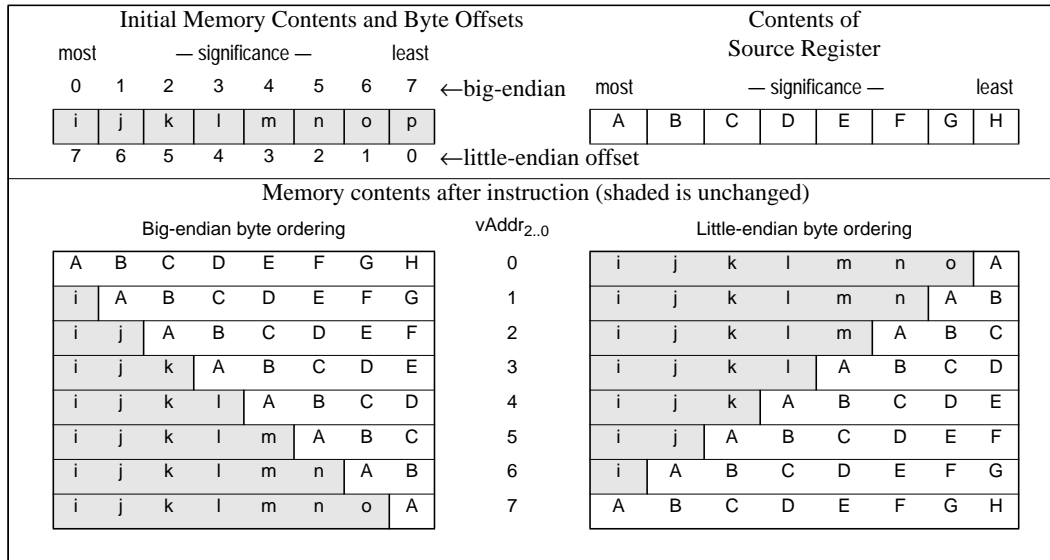 Initial Memory Contents and Byte Offsets
most — significance — least
0 1 2 3 4 5 6 7 ←big-endian
i j k l m n o p
7 6 5 4 3 2 1 0 ←little-endian offset
Contents of
Source Register
most — significance — least
A B C D E F G H
Memory contents after instruction (shaded is unchanged)
Big-endian byte ordering vAddr2..0 Little-endian byte ordering
A B C D E F G H 0 i j k l m n o A
i A B C D E F G 1 i j k l m n A B
i j A B C D E F 2 i j k l m A B C
i j k A B C D E 3 i j k l A B C D
i j k l A B C D 4 i j k A B C D E
i j k l m A B C 5 i j A B C D E F
i j k l m n A B 6 i A B C D E F G
i j k l m n o A 7 A B C D E F G H